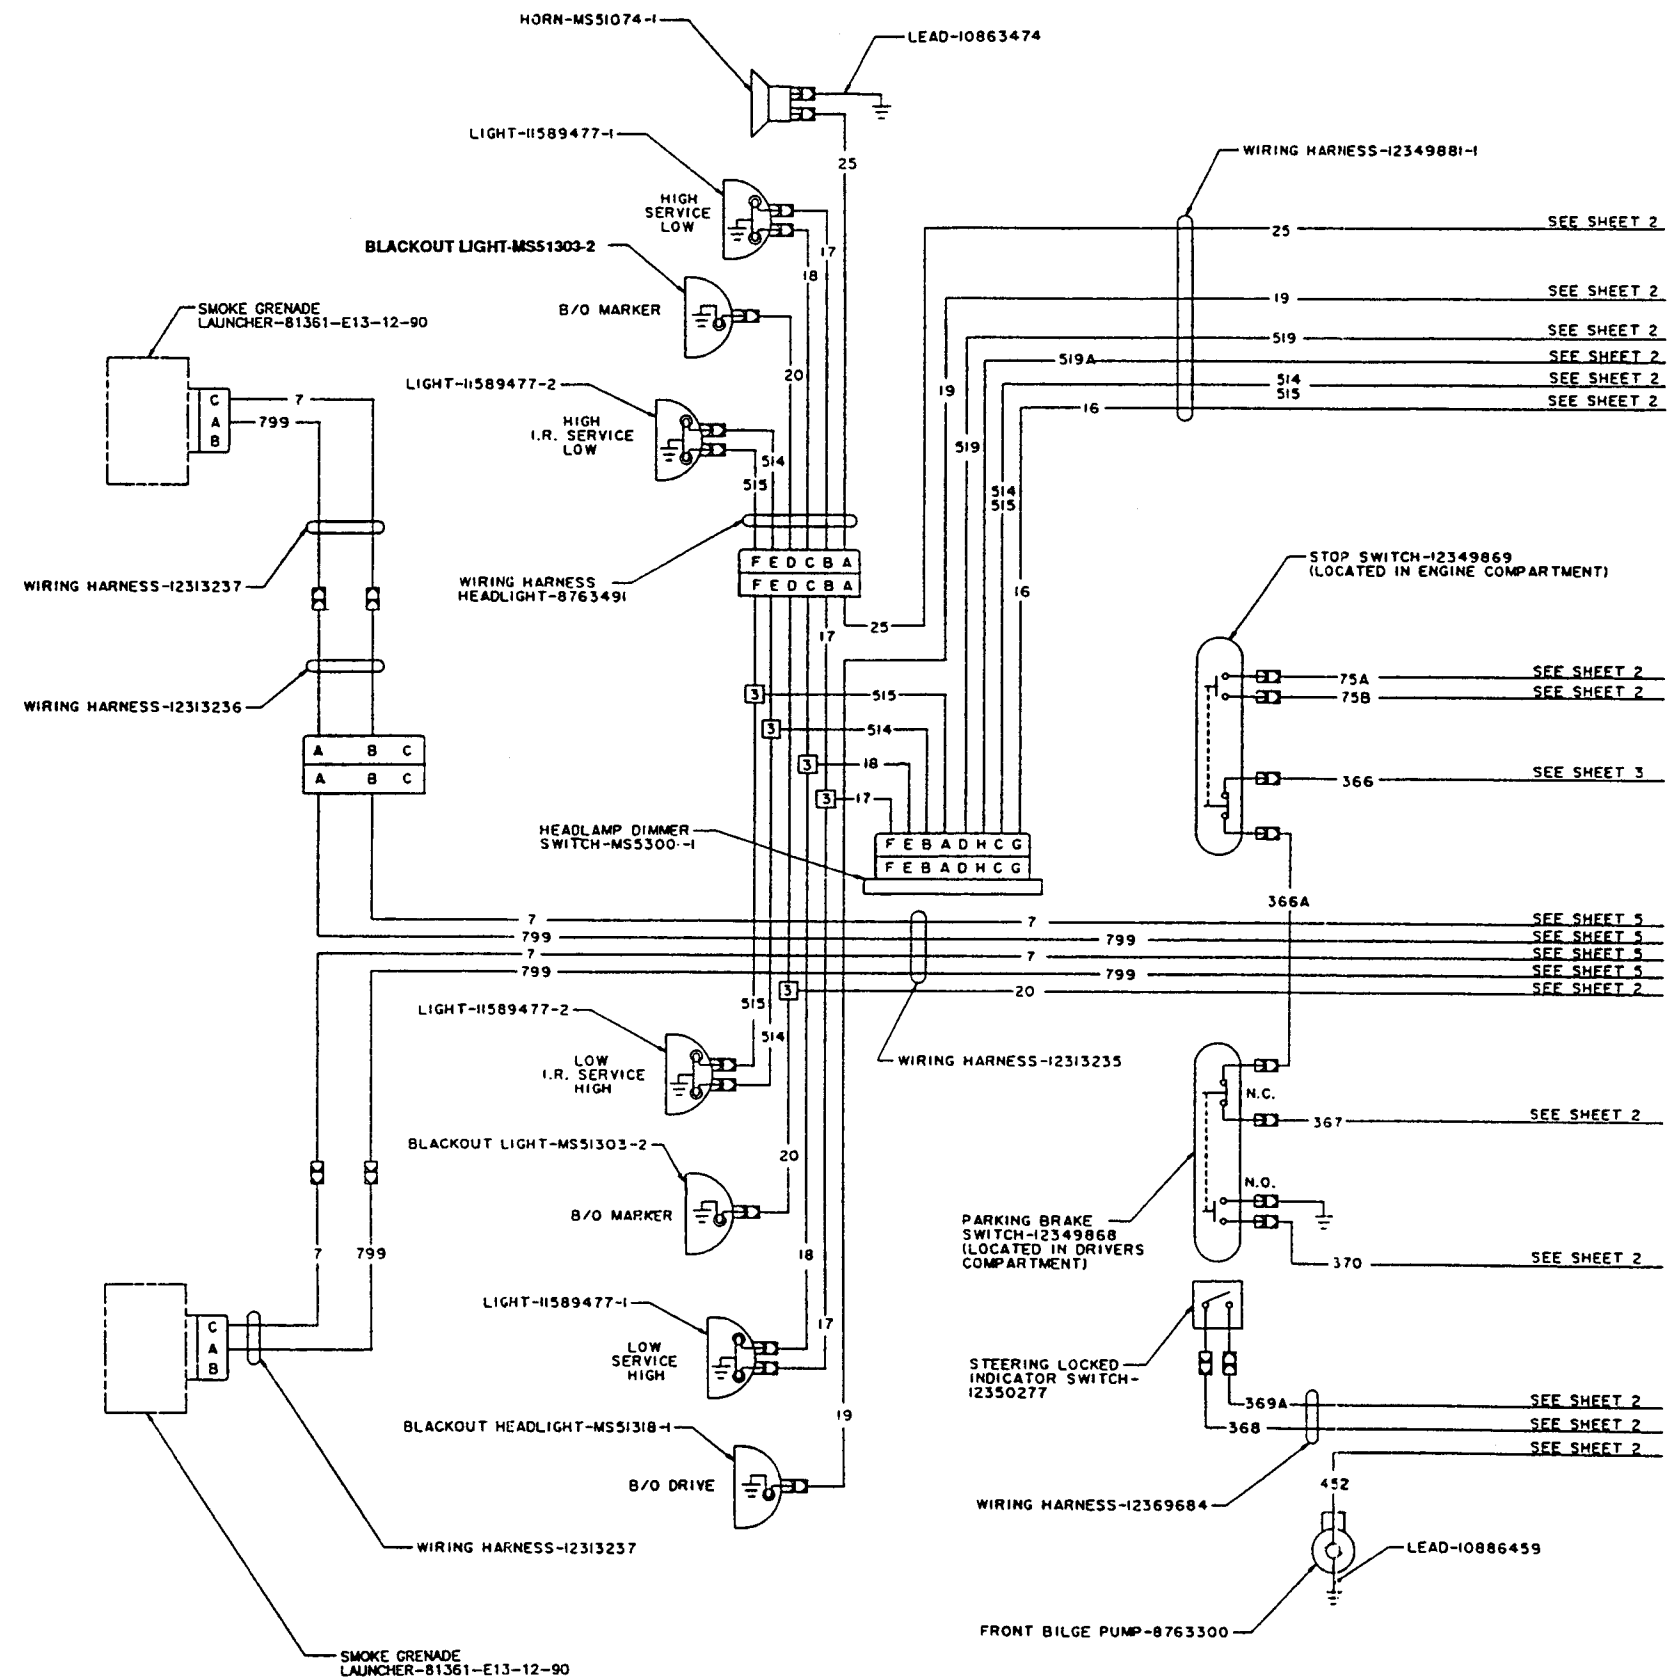 HORN-MS51074-1
LEAD-10863474
LIGHT-11589477-1
25
WIRING HARNESS-12349881-1
HIGH
SERVICE
LOW
17
18
BLACKOUT LIGHT-MS51303-2
B/O MARKER
20
SMOKE GRENADE
LAUNCHER-81361-E13-12-90
C
A
B
7
799
LIGHT-11589477-2
HIGH
I.R. SERVICE
LOW
514
515
25 SEE SHEET 2
19 SEE SHEET 2
519 SEE SHEET 2
519A SEE SHEET 2
514 SEE SHEET 2
515
16 SEE SHEET 2
19
519
514
515
16
WIRING HARNESS-12313237
WIRING HARNESS
HEADLIGHT-8763491
F E D C B A
F E D C B A
25
17
STOP SWITCH-12349869
(LOCATED IN ENGINE COMPARTMENT)
75A SEE SHEET 2
75B SEE SHEET 2
366 SEE SHEET 3
366A
WIRING HARNESS-12313236
A B C
A B C
3 515
3 514
3 18
3 17
HEADLAMP DIMMER
SWITCH-MS5300-1
F E B A D H C G
F E B A D H C G
7 7 SEE SHEET 5
799 799 SEE SHEET 5
7 7 SEE SHEET 5
799 799 SEE SHEET 5
3 20 SEE SHEET 2
515
514
LIGHT-11589477-2
LOW
I.R. SERVICE
HIGH
WIRING HARNESS-12313235
N.C.
367 SEE SHEET 2
N.O.
370 SEE SHEET 2
PARKING BRAKE
SWITCH-12349868
(LOCATED IN DRIVERS
COMPARTMENT)
BLACKOUT LIGHT-MS51303-2
20
B/O MARKER
7
799
18
LIGHT-11589477-1
17
LOW
SERVICE
HIGH
C
A
B
STEERING LOCKED
INDICATOR SWITCH-
12350277
369A SEE SHEET 2
368 SEE SHEET 2
SEE SHEET 2
19
BLACKOUT HEADLIGHT-MS51318-1
B/O DRIVE
452
WIRING HARNESS-12369684
WIRING HARNESS-12313237
LEAD-10886459
FRONT BILGE PUMP-8763300
SMOKE GRENADE
LAUNCHER-81361-E13-12-90